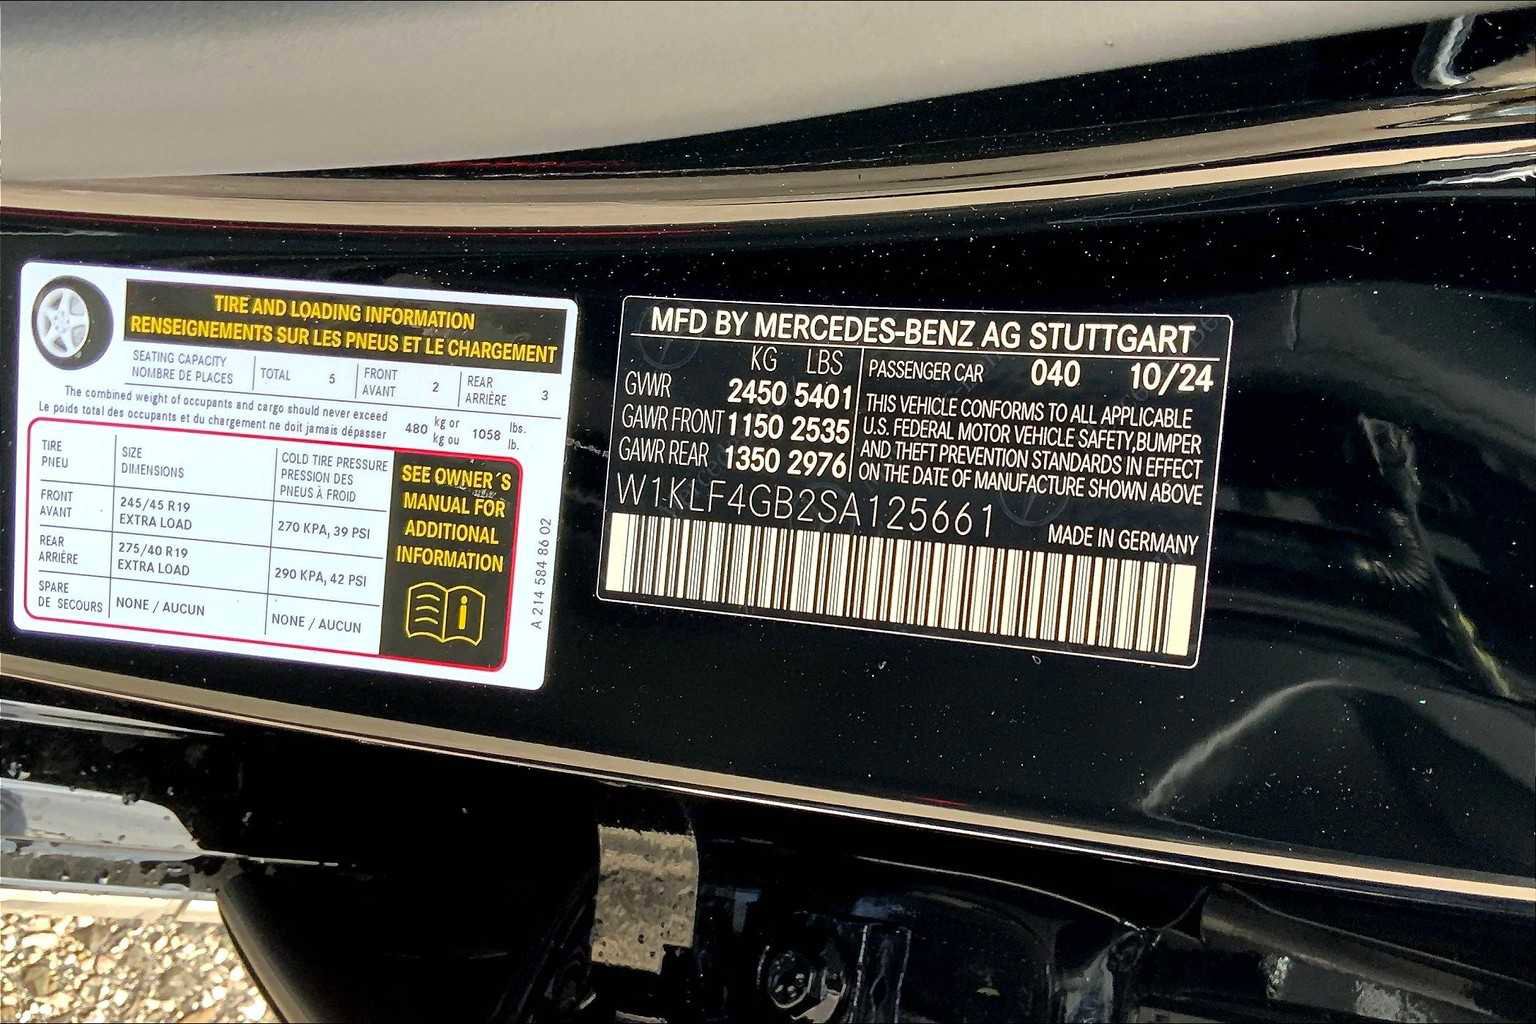 TIRE AND LOADING INFORMATION
RENSEIGNEMENTS SUR LES PNEUS ET LE CHARGEMENT
SEATING CAPACITY
NOMBRE DE PLACES
TOTAL 5
FRONT
AVANT
2
REAR
ARRIÈRE
3
The combined weight of occupants and cargo should never exceed
Le poids total des occupants et du chargement ne doit jamais dépasser
480
kg or
kg ou
1058
lbs.
lb.
TIRE
PNEU
SIZE
DIMENSIONS
COLD TIRE PRESSURE
PRESSION DES
PNEUS À FROID
FRONT
AVANT
245/45 R19
EXTRA LOAD
270 KPA, 39 PSI
REAR
ARRIÈRE
275/40 R19
EXTRA LOAD
290 KPA, 42 PSI
SPARE
DE SECOURS
NONE / AUCUN
NONE / AUCUN
SEE OWNER´S
MANUAL FOR
ADDITIONAL
INFORMATION
A 214 584 86 02
MFD BY MERCEDES-BENZ AG STUTTGART
KG LBS
GVWR 2450 5401
GAWR FRONT 1150 2535
GAWR REAR 1350 2976
PASSENGER CAR 040 10/24
THIS VEHICLE CONFORMS TO ALL APPLICABLE
U.S. FEDERAL MOTOR VEHICLE SAFETY,BUMPER
AND THEFT PREVENTION STANDARDS IN EFFECT
ON THE DATE OF MANUFACTURE SHOWN ABOVE
W1KLF4GB2SA125661
MADE IN GERMANY